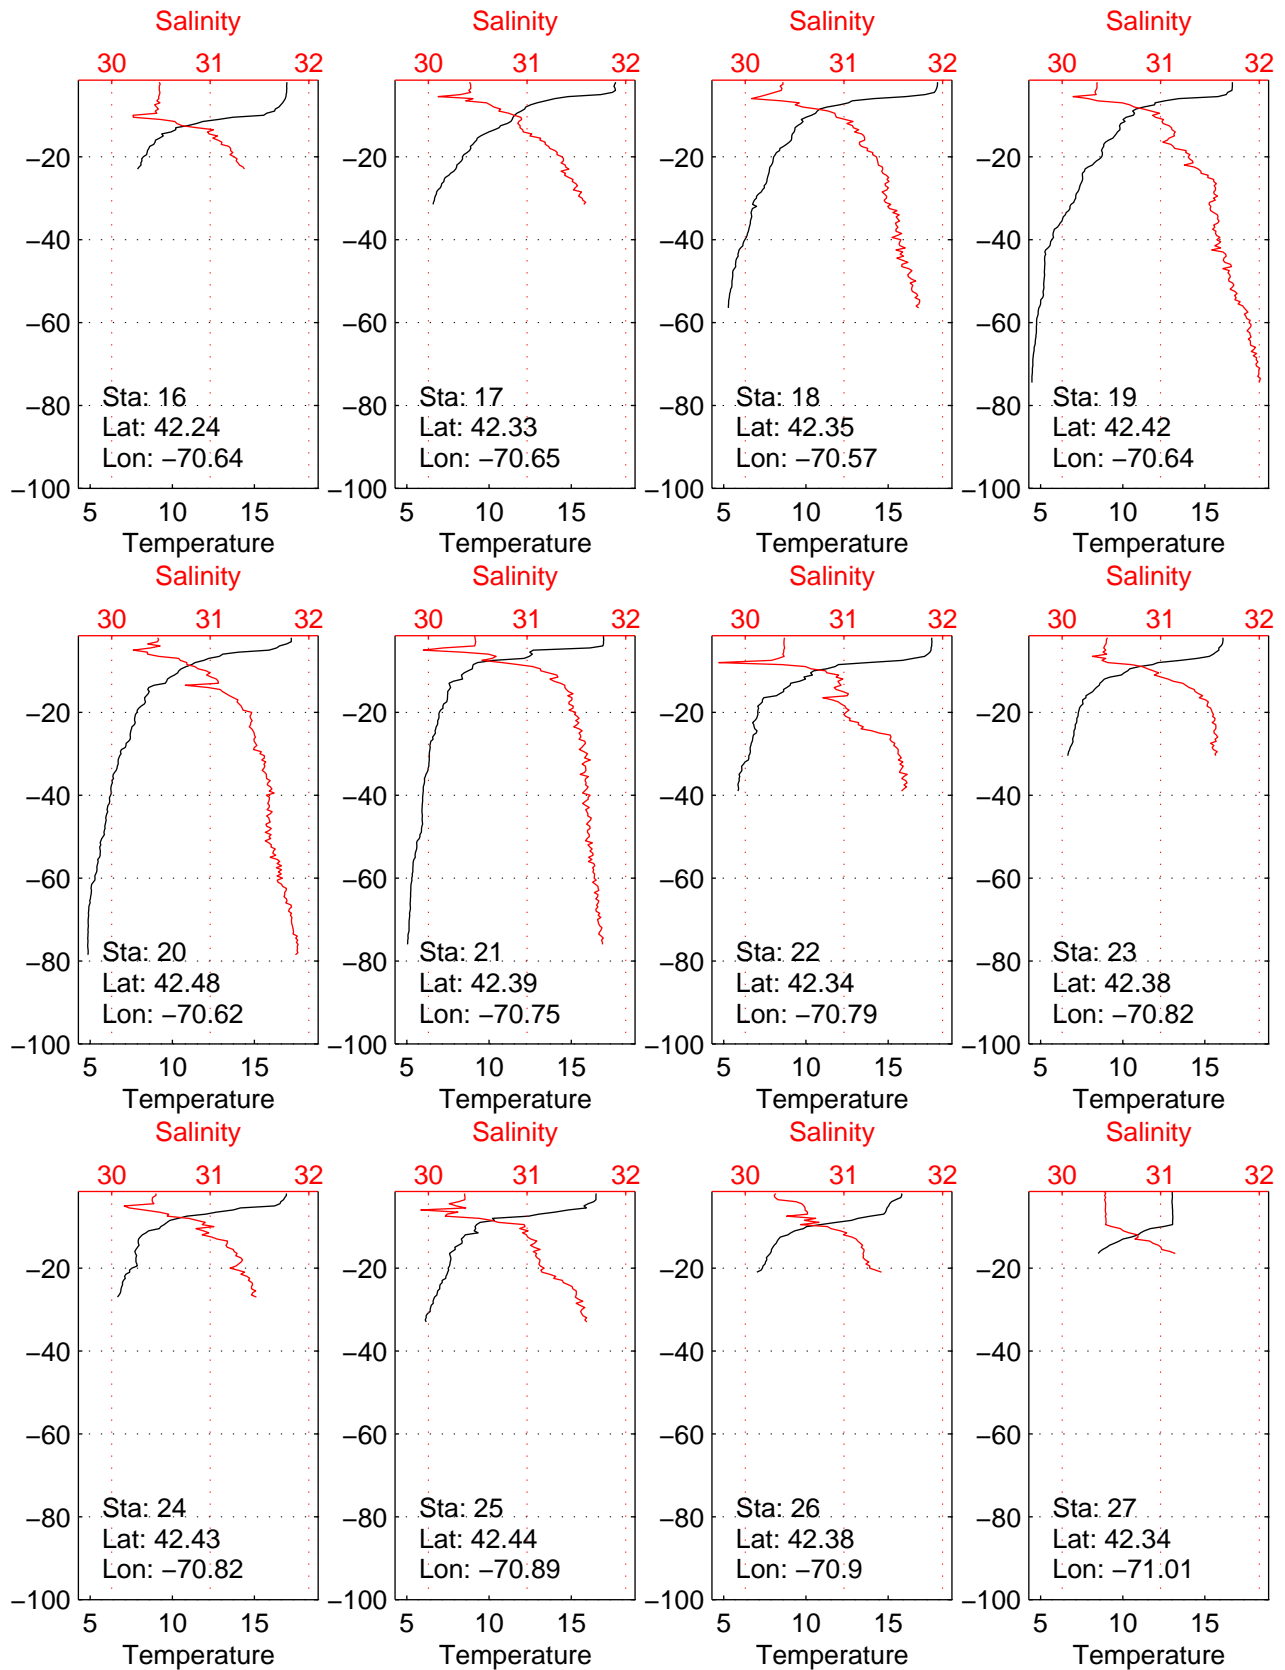 Salinity Salinity Salinity Salinity
30 31 32 30 31 32 30 31 32 30 31 32
−20 −20 −20 −20
−40 −40 −40 −40
−60 −60 −60 −60
Sta: 16 Sta: 17 Sta: 18 Sta: 19
−80 −80 −80 −80
Lat: 42.24 Lat: 42.33 Lat: 42.35 Lat: 42.42
Lon: −70.64 Lon: −70.65 Lon: −70.57 Lon: −70.64
−100 −100 −100 −100
5 10 15 5 10 15 5 10 15 5 10 15
Temperature Temperature Temperature Temperature
Salinity Salinity Salinity Salinity
30 31 32 30 31 32 30 31 32 30 31 32
−20 −20 −20 −20
−40 −40 −40 −40
−60 −60 −60 −60
Sta: 20 Sta: 21 Sta: 22 Sta: 23
−80 −80 −80 −80
Lat: 42.48 Lat: 42.39 Lat: 42.34 Lat: 42.38
Lon: −70.62 Lon: −70.75 Lon: −70.79 Lon: −70.82
−100 −100 −100 −100
5 10 15 5 10 15 5 10 15 5 10 15
Temperature Temperature Temperature Temperature
Salinity Salinity Salinity Salinity
30 31 32 30 31 32 30 31 32 30 31 32
−20 −20 −20 −20
−40 −40 −40 −40
−60 −60 −60 −60
Sta: 24 Sta: 25 Sta: 26 Sta: 27
−80 −80 −80 −80
Lat: 42.43 Lat: 42.44 Lat: 42.38 Lat: 42.34
Lon: −70.82 Lon: −70.89 Lon: −70.9 Lon: −71.01
−100 −100 −100 −100
5 10 15 5 10 15 5 10 15 5 10 15
Temperature Temperature Temperature Temperature